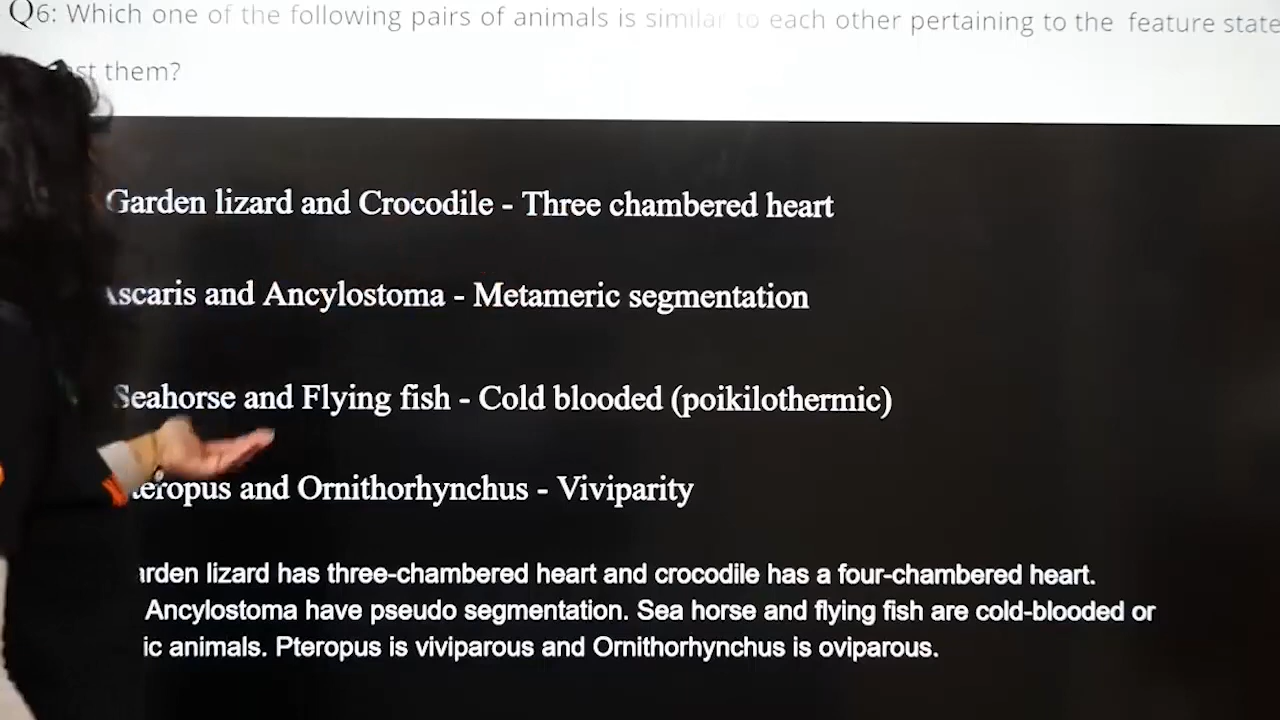 Q6: Which one of the following pairs of animals is similar to each other pertaining to the feature state
them?
Garden lizard and Crocodile - Three chambered heart
Ascaris and Ancylostoma - Metameric segmentation
Seahorse and Flying fish - Cold blooded (poikilothermic)
teropus and Ornithorhynchus - Viviparity
arden lizard has three-chambered heart and crocodile has a four-chambered heart.
Ancylostoma have pseudo segmentation. Sea horse and flying fish are cold-blooded or
ic animals. Pteropus is viviparous and Ornithorhynchus is oviparous.